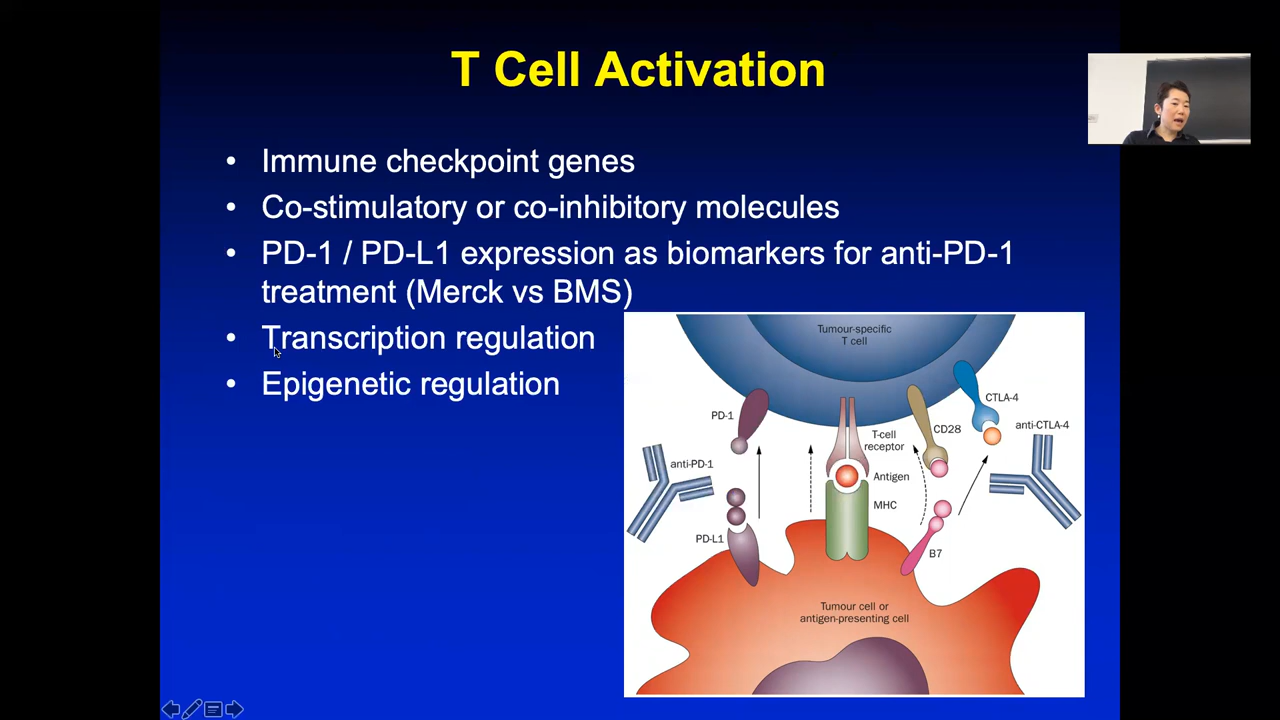 T Cell Activation
• Immune checkpoint genes
• Co-stimulatory or co-inhibitory molecules
• PD-1 / PD-L1 expression as biomarkers for anti-PD-1
treatment (Merck vs BMS)
• Transcription regulation
• Epigenetic regulation
Tumour-specific
T cell
PD-1
CTLA-4
CD28
anti-CTLA-4
T-cell
receptor
anti-PD-1
Antigen
MHC
PD-L1
B7
Tumour cell or
antigen-presenting cell